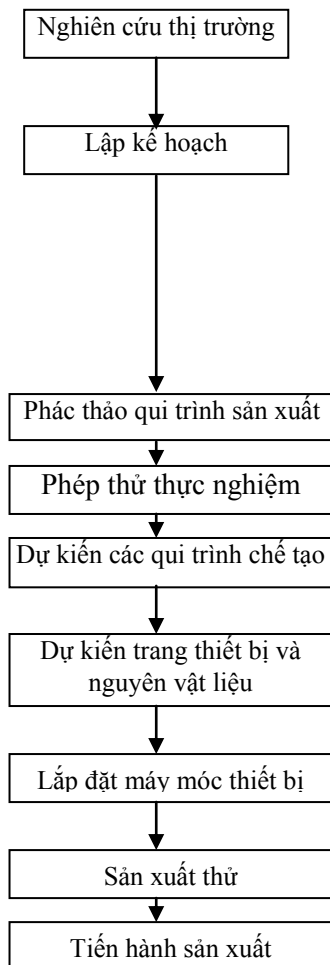 Nghiên cứu thị trường
Lập kế hoạch
Phác thảo qui trình sản xuất
Phép thử thực nghiệm
Dự kiến các qui trình chế tạo
Dự kiến trang thiết bị và
nguyên vật liệu
Lắp đặt máy móc thiết bị
Sản xuất thử
Tiến hành sản xuất